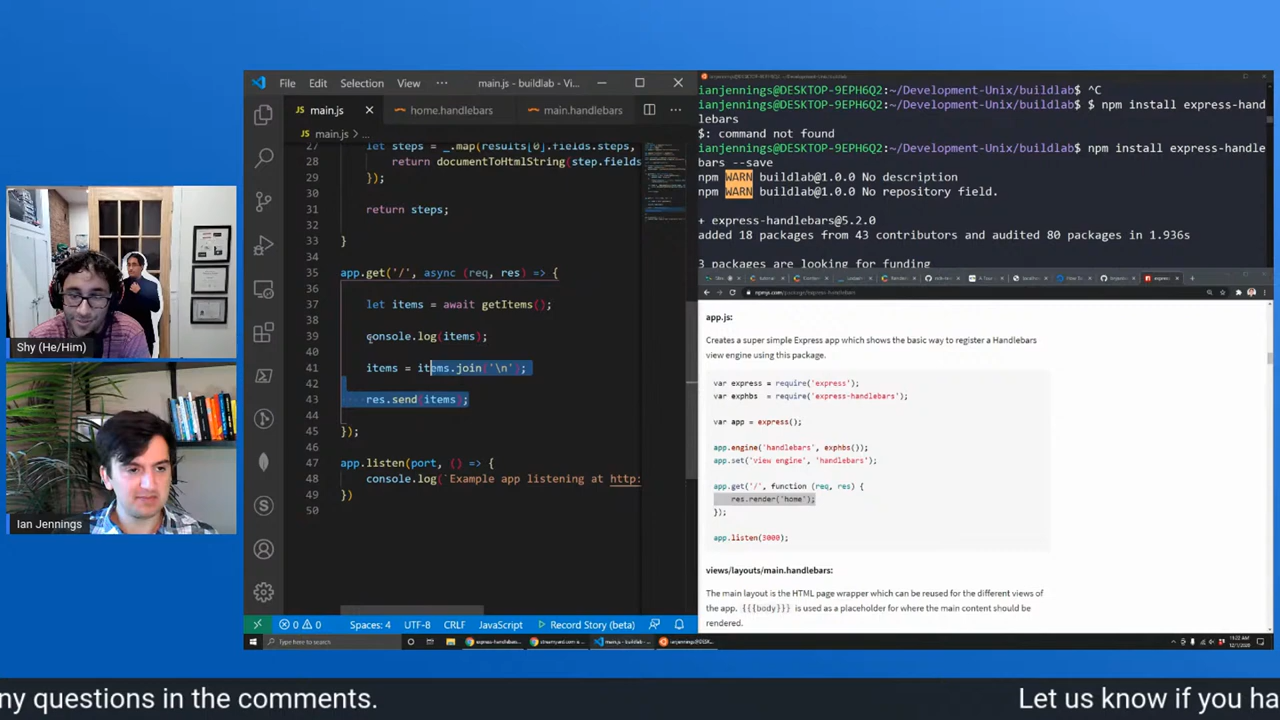 File Edit Selection View ··· main.js - buildlab - Vi...
JS main.js
home.handlebars
main.handlebars
JS main.js > ...
27 let steps = _.map(results[0].fields.steps,
28 return documentToHtmlString(step.fields
29 });
30
31 return steps;
32
33 }
34
35 app.get('/', async (req, res) => {
36
37 let items = await getItems();
38
39 console.log(items);
40
41 items = items.join('\n');
42
43 res.send(items);
44
45 });
46
47 app.listen(port, () => {
48 console.log(`Example app listening at http:
49 })
50
0 0 Spaces: 4 UTF-8 CRLF JavaScript Record Story (beta)
Type here to search
ianjennings@DESKTOP-9EPH6Q2:~/Development-Unix/buildlab$ ^C
ianjennings@DESKTOP-9EPH6Q2:~/Development-Unix/buildlab$ $ npm install express-hand
lebars
$: command not found
ianjennings@DESKTOP-9EPH6Q2:~/Development-Unix/buildlab$ npm install express-handle
bars --save
npm WARN buildlab@1.0.0 No description
npm WARN buildlab@1.0.0 No repository field.
+ express-handlebars@5.2.0
added 18 packages from 43 contributors and audited 80 packages in 1.936s
3 packages are looking for funding
npmjs.com/package/express-handlebars
app.js:
Creates a super simple Express app which shows the basic way to register a Handlebars
view engine using this package.
var express = require('express');
var exphbs = require('express-handlebars');
var app = express();
app.engine('handlebars', exphbs());
app.set('view engine', 'handlebars');
app.get('/', function (req, res) {
res.render('home');
});
app.listen(3000);
views/layouts/main.handlebars:
The main layout is the HTML page wrapper which can be reused for the different views of
the app. {{{body}}} is used as a placeholder for where the main content should be
rendered.
Shy (He/Him)
Ian Jennings
ny questions in the comments.
Let us know if you ha